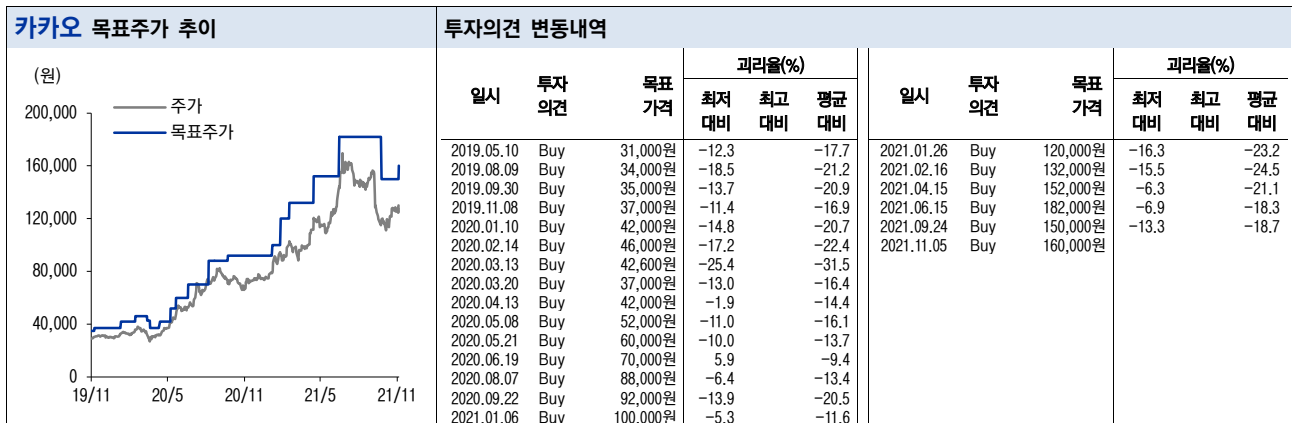 카카오 목표주가 추이
(원)
주가
목표주가
200,000
160,000
120,000
80,000
40,000
0
19/11 20/5 20/11 21/5 21/11
투자의견 변동내역
일시 투자의견 목표가격 괴리율(%)
최저대비 최고대비 평균대비
2019.05.10 Buy 31,000원 -12.3 -17.7
2019.08.09 Buy 34,000원 -18.5 -21.2
2019.09.30 Buy 35,000원 -13.7 -20.9
2019.11.08 Buy 37,000원 -11.4 -16.9
2020.01.10 Buy 42,000원 -14.8 -20.7
2020.02.14 Buy 46,000원 -17.2 -22.4
2020.03.13 Buy 42,600원 -25.4 -31.5
2020.03.20 Buy 37,000원 -13.0 -16.4
2020.04.13 Buy 42,000원 -1.9 -14.4
2020.05.08 Buy 52,000원 -11.0 -16.1
2020.05.21 Buy 60,000원 -10.0 -13.7
2020.06.19 Buy 70,000원 5.9 -9.4
2020.08.07 Buy 88,000원 -6.4 -13.4
2020.09.22 Buy 92,000원 -13.9 -20.5
2021.01.06 Buy 100,000원 -5.3 -11.6
일시 투자의견 목표가격 괴리율(%)
최저대비 최고대비 평균대비
2021.01.26 Buy 120,000원 -16.3 -23.2
2021.02.16 Buy 132,000원 -15.5 -24.5
2021.04.15 Buy 152,000원 -6.3 -21.1
2021.06.15 Buy 182,000원 -6.9 -18.3
2021.09.24 Buy 150,000원 -13.3 -18.7
2021.11.05 Buy 160,000원